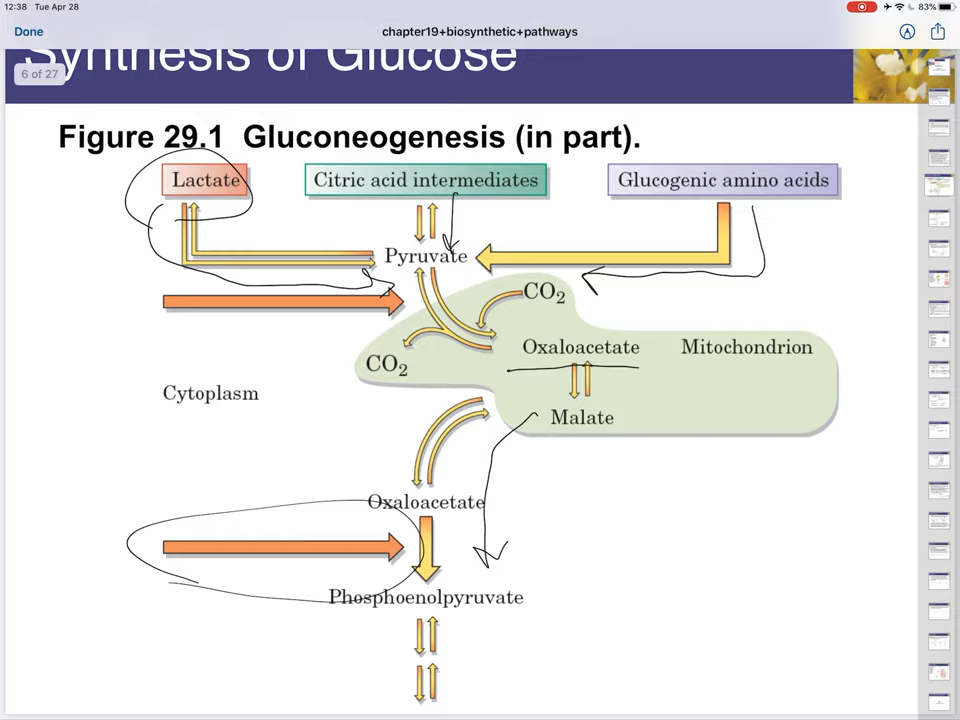 12:38 Tue Apr 28
83%
Done
chapter19+biosynthetic+pathways
Synthesis of Glucose
6 of 27
Figure 29.1 Gluconeogenesis (in part).
Lactate
Citric acid intermediates
Glucogenic amino acids
Pyruvate
CO2
Oxaloacetate
Mitochondrion
CO2
Cytoplasm
Malate
Oxaloacetate
Phosphoenolpyruvate